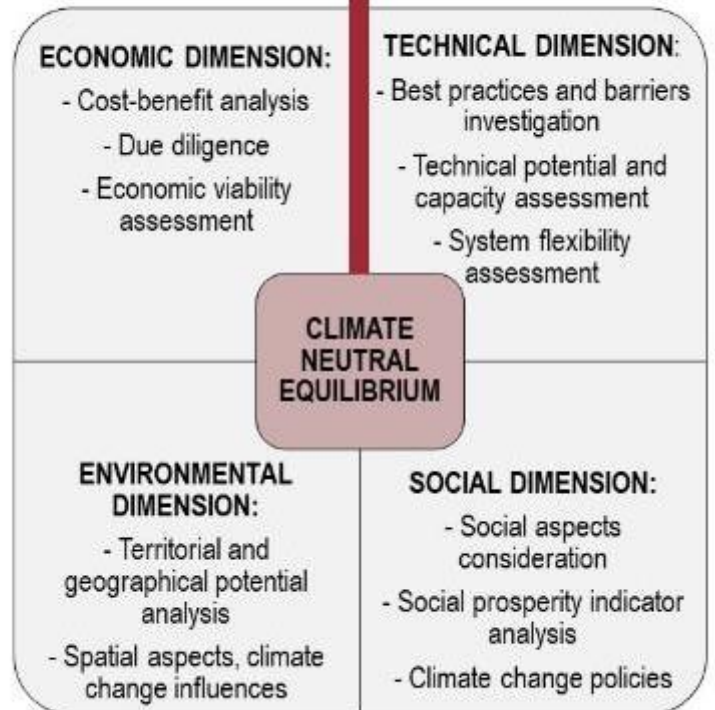 ECONOMIC DIMENSION:
- Cost-benefit analysis
- Due diligence
- Economic viability
assessment
TECHNICAL DIMENSION:
- Best practices and barriers
investigation
- Technical potential and
capacity assessment
- System flexibility
assessment
CLIMATE
NEUTRAL
EQUILIBRIUM
ENVIRONMENTAL
DIMENSION:
- Territorial and
geographical potential
analysis
- Spatial aspects, climate
change influences
SOCIAL DIMENSION:
- Social aspects
consideration
- Social prosperity indicator
analysis
- Climate change policies